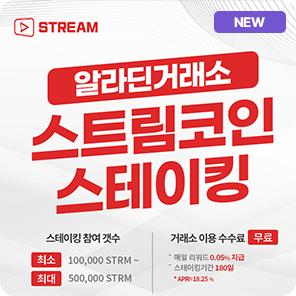 STREAM
NEW
알라딘거래소
스트림코인
스테이킹
스테이킹 참여 갯수
최소 100,000 STRM ~
최대 500,000 STRM
거래소 이용 수수료 무료
- 매일 리워드 0.05% 지급
- 스테이킹기간 180일
* APR= 18.25 %